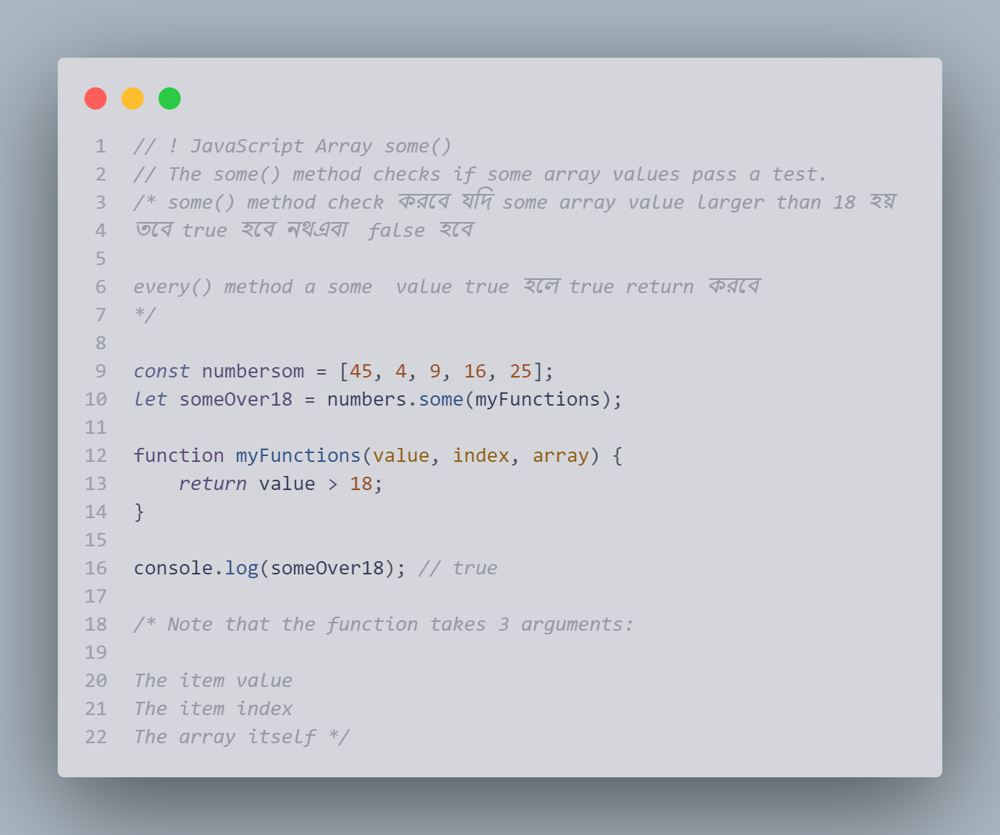 1 // ! JavaScript Array some()
2 // The some() method checks if some array values pass a test.
3 /* some() method check করবে যদি some array value larger than 18 হয়
4 তবে true হবে নথএবা  false হবে
5
6 every() method a some  value true হলে true return করবে
7 */
8
9 const numbersom = [45, 4, 9, 16, 25];
10 let someOver18 = numbers.some(myFunctions);
11
12 function myFunctions(value, index, array) {
13     return value > 18;
14 }
15
16 console.log(someOver18); // true
17
18 /* Note that the function takes 3 arguments:
19
20 The item value
21 The item index
22 The array itself */